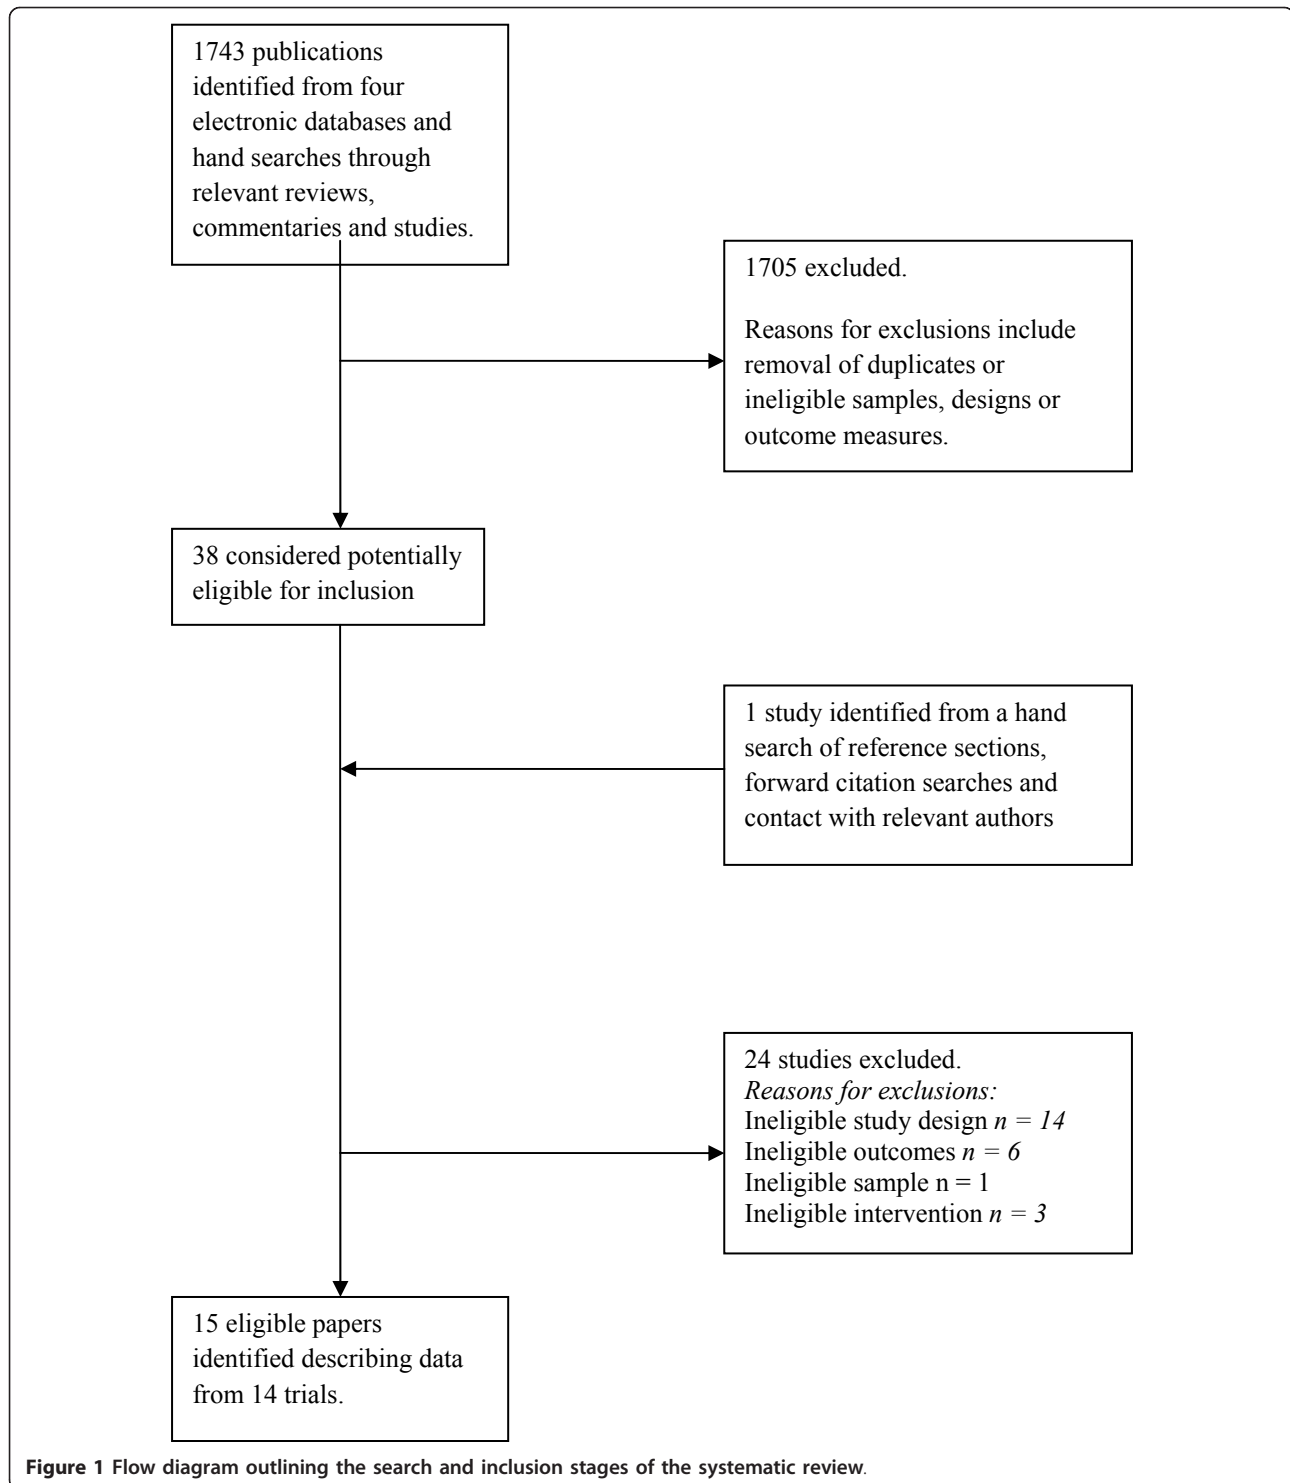 1743 publications
identified from four
electronic databases and
hand searches through
relevant reviews,
commentaries and studies.
1705 excluded.
Reasons for exclusions include
removal of duplicates or
ineligible samples, designs or
outcome measures.
38 considered potentially
eligible for inclusion
1 study identified from a hand
search of reference sections,
forward citation searches and
contact with relevant authors
24 studies excluded.
Reasons for exclusions:
Ineligible study design n = 14
Ineligible outcomes n = 6
Ineligible sample n = 1
Ineligible intervention n = 3
15 eligible papers
identified describing data
from 14 trials.
Figure 1 Flow diagram outlining the search and inclusion stages of the systematic review.